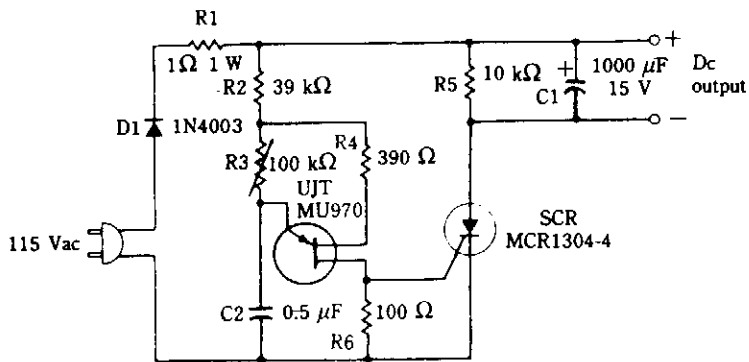 R1
1Ω 1 W
R2
39 kΩ
R5
10 kΩ
+
C1
1000 μF
15 V
+
Dc
output
−
D1
1N4003
R3
100 kΩ
R4
390 Ω
UJT
MU970
SCR
MCR1304-4
115 Vac
C2
0.5 μF
100 Ω
R6